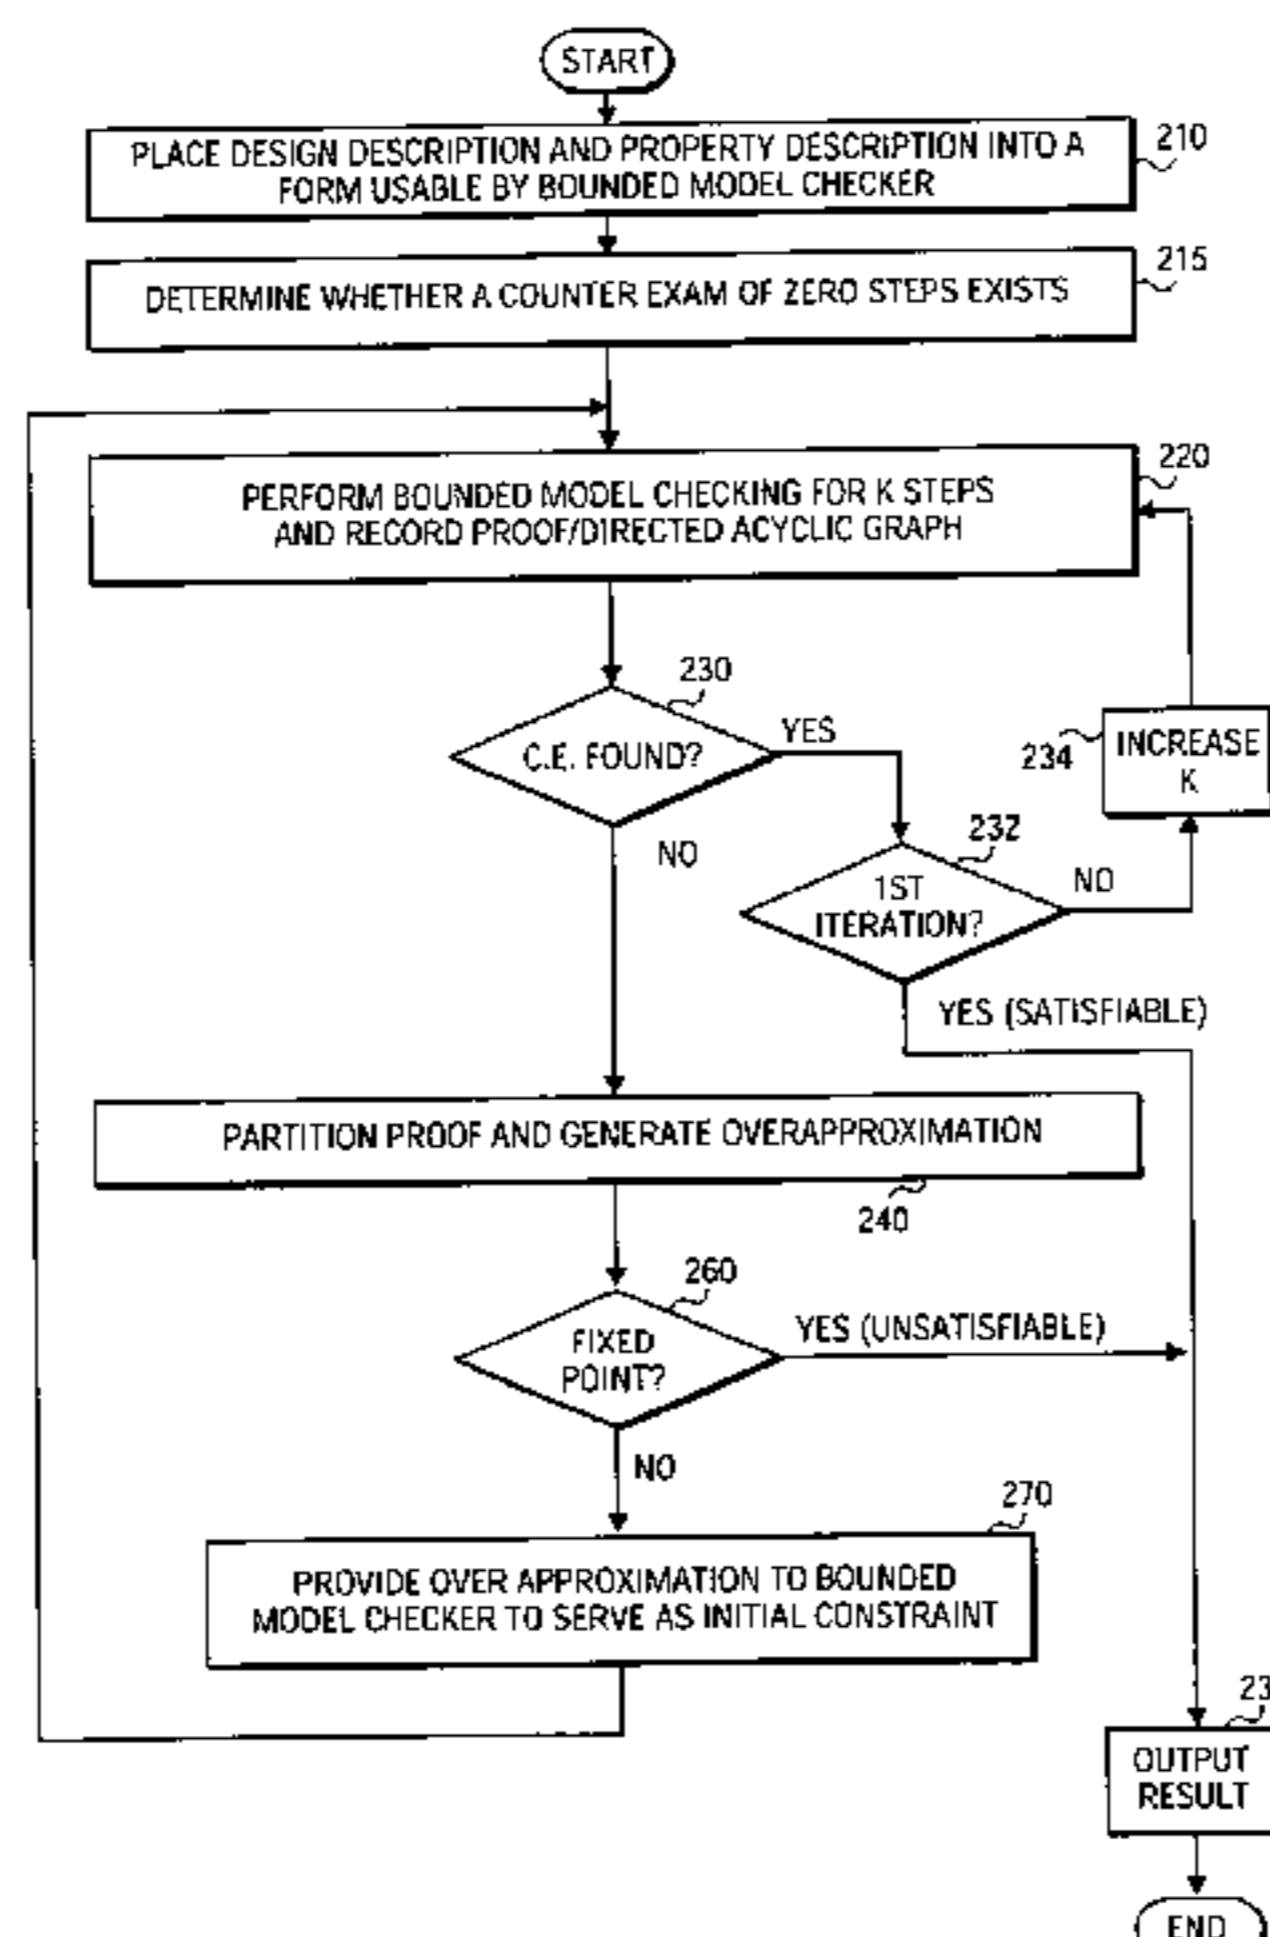 START
PLACE DESIGN DESCRIPTION AND PROPERTY DESCRIPTION INTO A
FORM USABLE BY BOUNDED MODEL CHECKER
210
DETERMINE WHETHER A COUNTER EXAM OF ZERO STEPS EXISTS
215
PERFORM BOUNDED MODEL CHECKING FOR K STEPS
AND RECORD PROOF/DIRECTED ACYCLIC GRAPH
220
230
C.E. FOUND?
YES
NO
234
INCREASE
K
232
1ST
ITERATION?
NO
YES (SATISFIABLE)
PARTITION PROOF AND GENERATE OVERAPPROXIMATION
240
260
FIXED
POINT?
YES (UNSATISFIABLE)
NO
270
PROVIDE OVER APPROXIMATION TO BOUNDED
MODEL CHECKER TO SERVE AS INITIAL CONSTRAINT
OUTPUT
RESULT
END